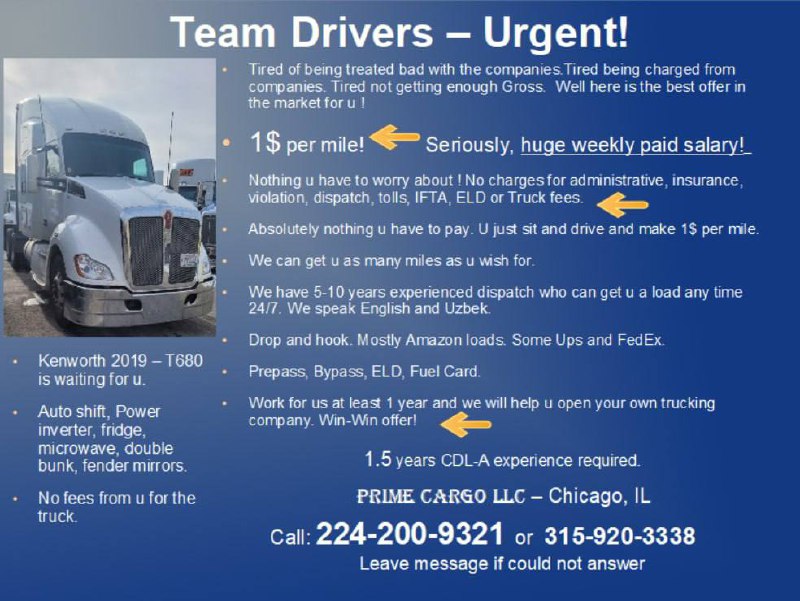 Team Drivers – Urgent!
• Tired of being treated bad with the companies.Tired being charged from
companies. Tired not getting enough Gross. Well here is the best offer in
the market for u !
• 1$ per mile! Seriously, huge weekly paid salary!
• Nothing u have to worry about ! No charges for administrative, insurance,
violation, dispatch, tolls, IFTA, ELD or Truck fees.
• Absolutely nothing u have to pay. U just sit and drive and make 1$ per mile.
• We can get u as many miles as u wish for.
• We have 5-10 years experienced dispatch who can get u a load any time
24/7. We speak English and Uzbek.
• Drop and hook. Mostly Amazon loads. Some Ups and FedEx.
• Prepass, Bypass, ELD, Fuel Card.
• Work for us at least 1 year and we will help u open your own trucking
company. Win-Win offer!
• Kenworth 2019 – T680
is waiting for u.
• Auto shift, Power
inverter, fridge,
microwave, double
bunk, fender mirrors.
• No fees from u for the
truck.
1.5 years CDL-A experience required.
PRIME CARGO LLC – Chicago, IL
Call: 224-200-9321 or 315-920-3338
Leave message if could not answer